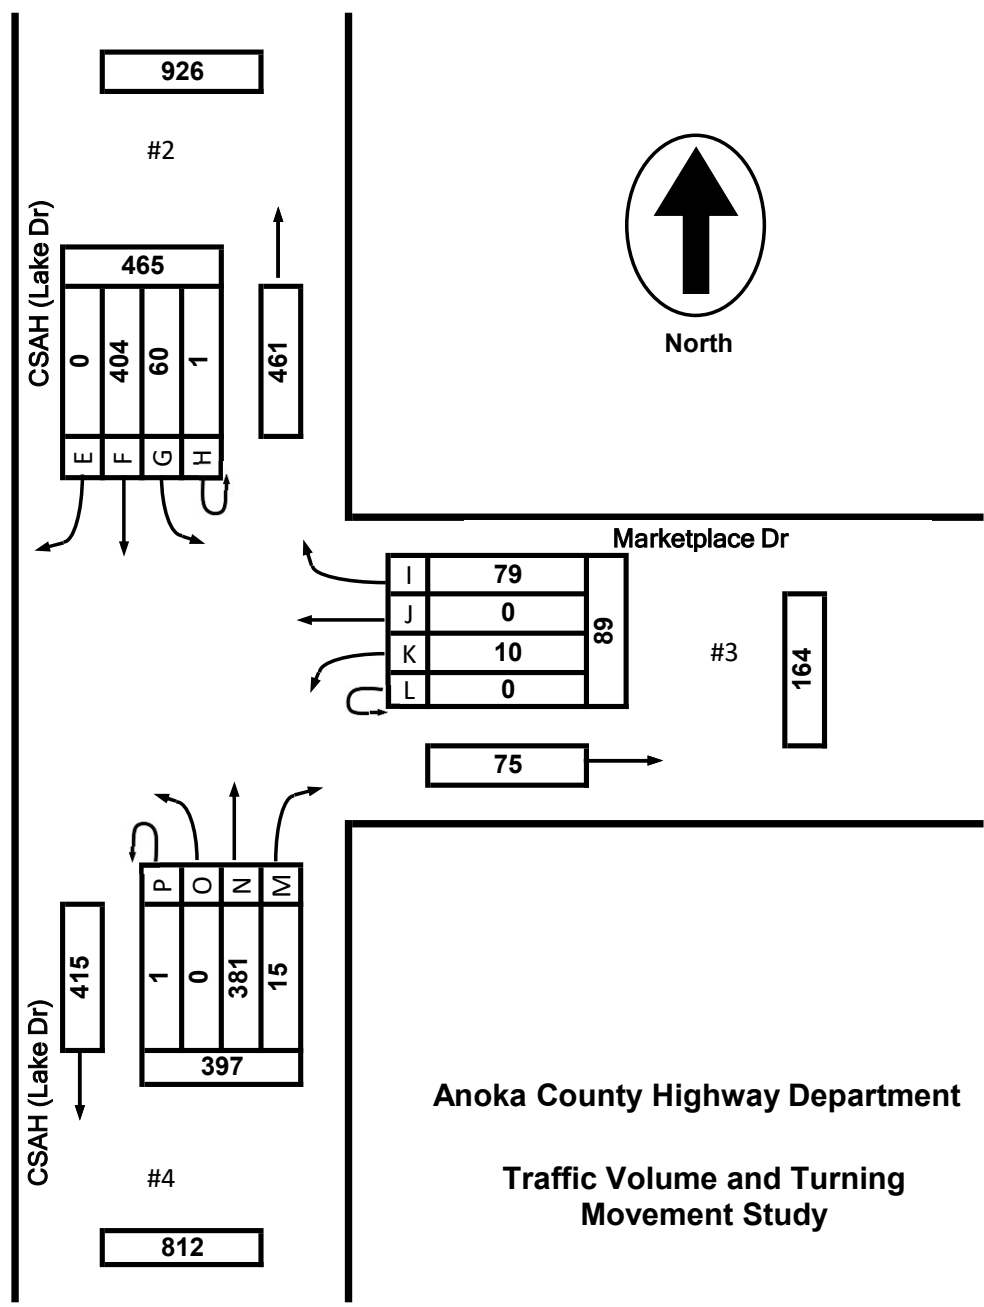 926
#2
CSAH (Lake Dr)
465
0
404
60
1
461
E
F
G
H
North
Marketplace Dr
I
79
J
0
K
10
L
0
89
#3
164
75
P
O
N
M
1
0
381
15
397
415
CSAH (Lake Dr)
#4
812
Anoka County Highway Department
Traffic Volume and Turning
Movement Study